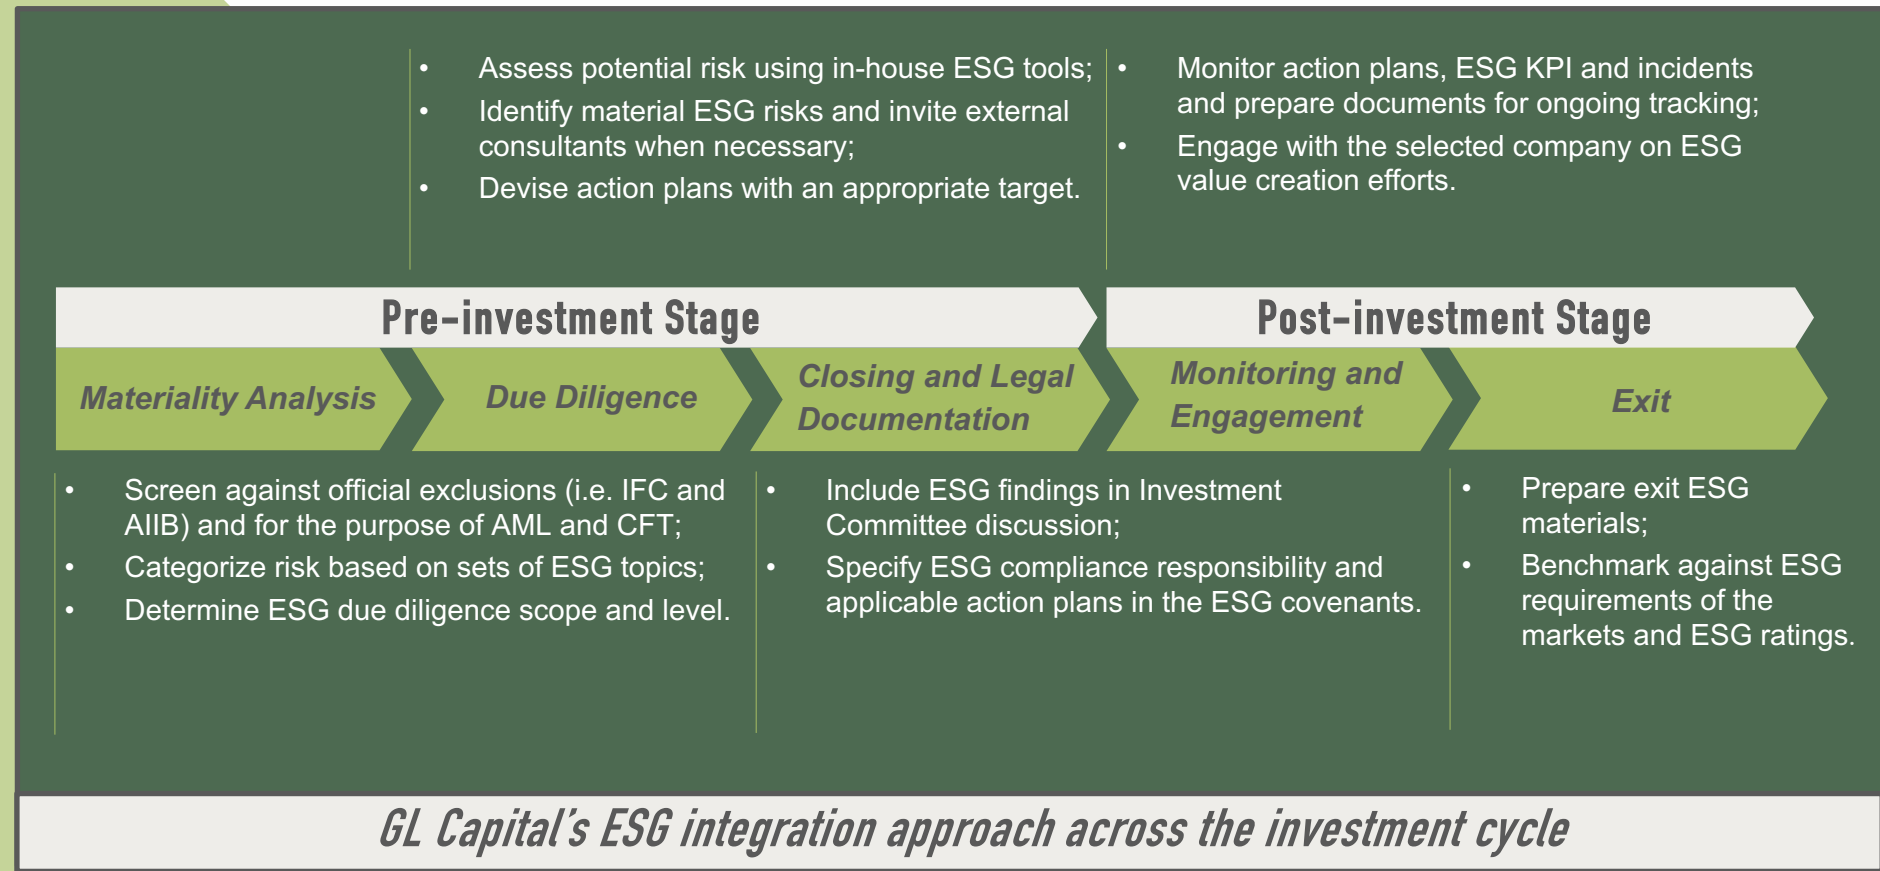 • Assess potential risk using in-house ESG tools;
• Identify material ESG risks and invite external
consultants when necessary;
• Devise action plans with an appropriate target.
• Monitor action plans, ESG KPI and incidents
and prepare documents for ongoing tracking;
• Engage with the selected company on ESG
value creation efforts.
Pre-investment Stage
Post-investment Stage
Materiality Analysis
Due Diligence
Closing and Legal
Documentation
Monitoring and
Engagement
Exit
• Screen against official exclusions (i.e. IFC and
AIIB) and for the purpose of AML and CFT;
• Categorize risk based on sets of ESG topics;
• Determine ESG due diligence scope and level.
• Include ESG findings in Investment
Committee discussion;
• Specify ESG compliance responsibility and
applicable action plans in the ESG covenants.
• Prepare exit ESG
materials;
• Benchmark against ESG
requirements of the
markets and ESG ratings.
GL Capital's ESG integration approach across the investment cycle